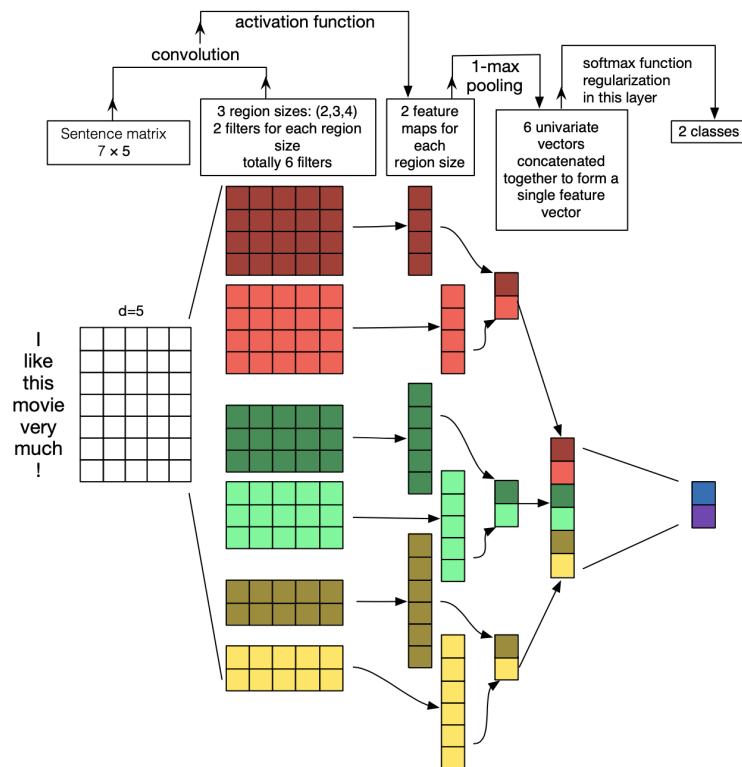 activation function
convolution
1-max
pooling
softmax function
regularization
in this layer
Sentence matrix
7 × 5
3 region sizes: (2,3,4)
2 filters for each region
size
totally 6 filters
2 feature
maps for
each
region size
6 univariate
vectors
concatenated
together to form a
single feature
vector
2 classes
d=5
I
like
this
movie
very
much
!